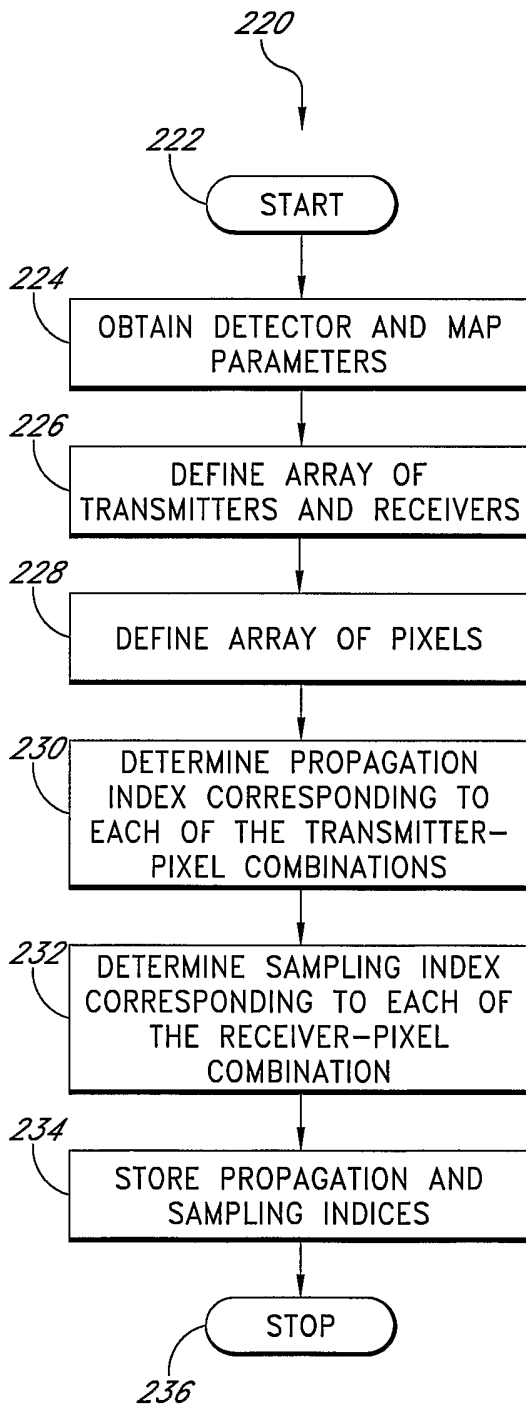 220
222
START
224
OBTAIN DETECTOR AND MAP
PARAMETERS
226
DEFINE ARRAY OF
TRANSMITTERS AND RECEIVERS
228
DEFINE ARRAY OF PIXELS
230
DETERMINE PROPAGATION
INDEX CORRESPONDING TO
EACH OF THE TRANSMITTER–
PIXEL COMBINATIONS
232
DETERMINE SAMPLING INDEX
CORRESPONDING TO EACH OF
THE RECEIVER–PIXEL
COMBINATION
234
STORE PROPAGATION AND
SAMPLING INDICES
STOP
236